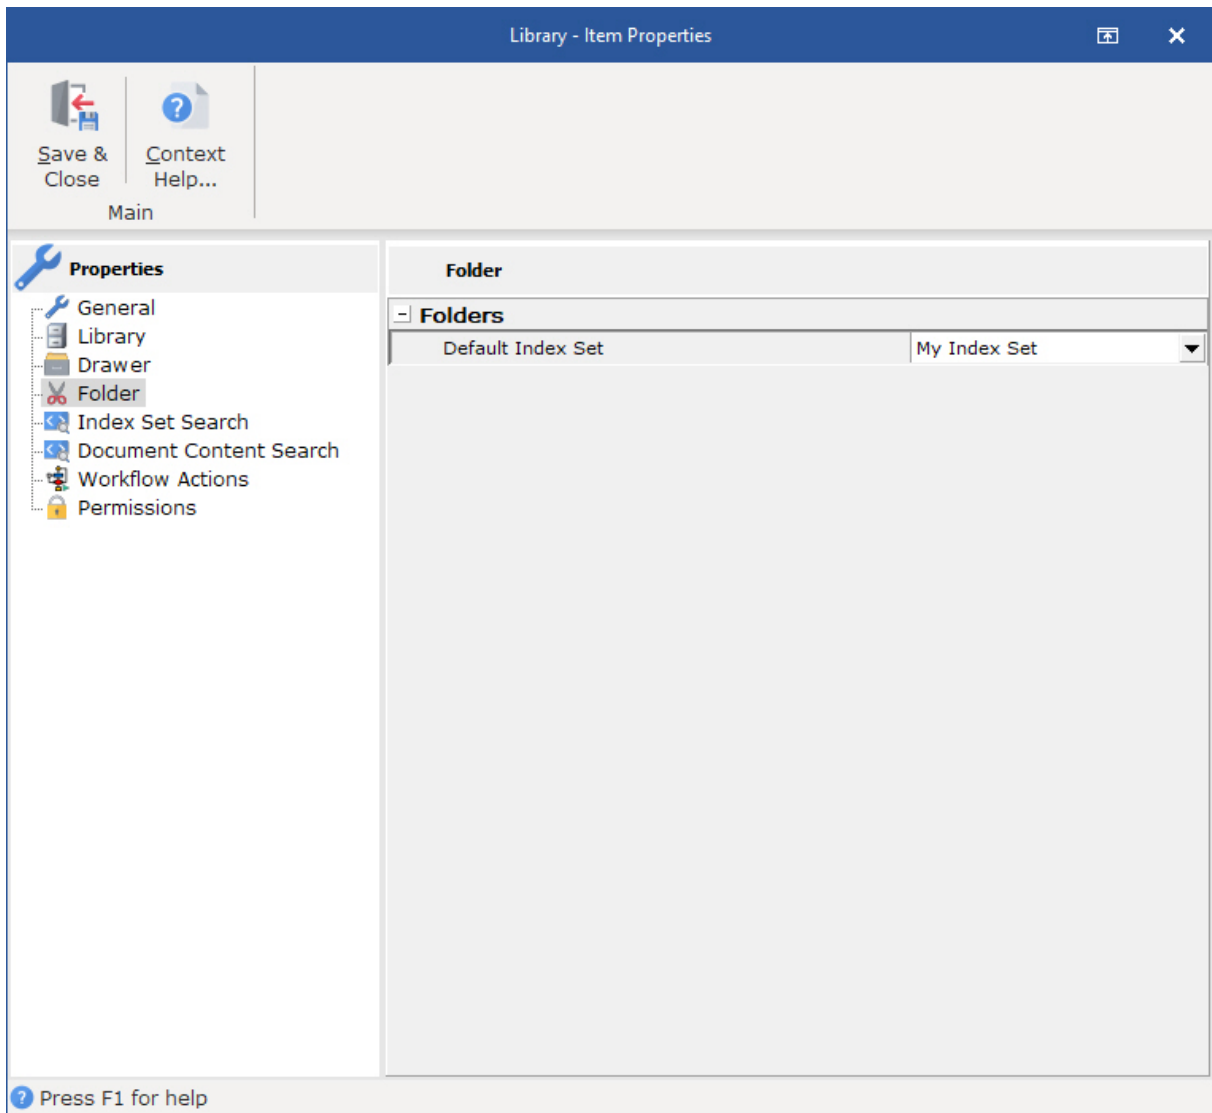 Library - Item Properties
Save &
Close
Context
Help...
Main
Properties
General
Library
Drawer
Folder
Index Set Search
Document Content Search
Workflow Actions
Permissions
Folder
Folders
Default Index Set
My Index Set
Press F1 for help